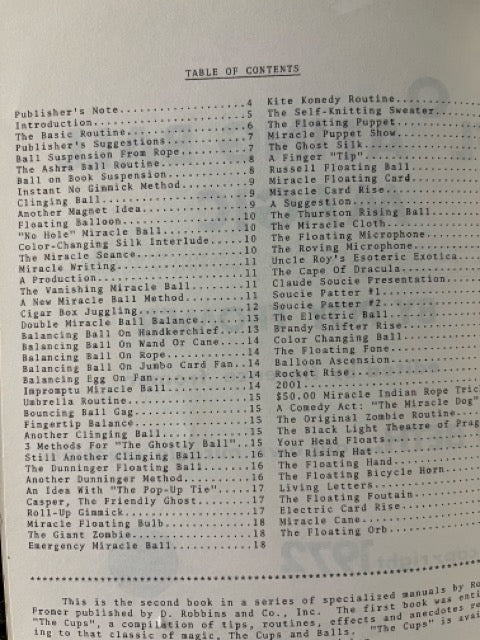 TABLE OF CONTENTS
Publisher's Note..................4
Introduction......................5
The Basic Routine.................6
Publisher's Suggestions...........7
Ball Suspension From Rope.........7
The Ashra Ball Routine............8
Ball on Book Suspension...........8
Instant No Gimmick Method.........9
Clinging Ball.....................9
Another Magnet Idea...............9
Floating Balloon.................10
"No Hole" Miracle Ball...........10
Color-Changing Silk Interlude....10
The Miracle Seance...............10
Miracle Writing..................11
A Production.....................11
The Vanishing Miracle Ball.......11
A New Miracle Ball Method........11
Cigar Box Juggling...............12
Double Miracle Ball Balance......13
Balancing Ball On Handkerchief...13
Balancing Ball On Wand Or Cane...14
Balancing Ball On Rope...........14
Balancing Ball On Jumbo Card Fan..14
Balancing Egg On Fan.............14
Impromptu Miracle Ball...........14
Umbrella Routine.................15
Bouncing Ball Gag................15
Fingertip Balance................15
Another Clinging Ball............15
3 Methods For "The Ghostly Ball"..15
Still Another Clinging Ball......16
The Dunninger Floating Ball......16
Another Dunninger Method.........16
An Idea With "The Pop-Up Tie"....17
Casper, The Friendly Ghost.......17
Roll-Up Gimmick..................17
Miracle Floating Bulb............18
The Giant Zombie.................18
Emergency Miracle Ball...........18
Kite Komedy Routine..............
The Self-Knitting Sweater........
The Floating Puppet..............
Miracle Puppet Show..............
The Ghost Silk...................
A Finger "Tip"...................
Russell Floating Ball............
Miracle Floating Card............
Miracle Card Rise................
A Suggestion.....................
The Thurston Rising Ball.........
The Miracle Cloth................
The Floating Microphone..........
The Roving Microphone............
Uncle Roy's Esoteric Exotica.....
The Cape Of Dracula..............
Claude Soucie Presentation.......
Soucie Patter #1.................
Soucie Patter #2.................
The Electric Ball................
Brandy Snifter Rise..............
Color Changing Ball..............
The Floating Fone................
Balloon Ascension................
Rocket Rise......................
2001.............................
$50.00 Miracle Indian Rope Tric
A Comedy Act: "The Miracle Dog"
The Original Zombie Routine......
The Black Light Theatre of Prag
Your Head Floats.................
The Rising Hat...................
The Floating Hand................
The Floating Bicycle Horn........
Living Letters...................
The Floating Foutain.............
Electric Card Rise...............
Miracle Cane.....................
The Floating Orb.................
************************************************
This is the second book in a series of specialized manuals by Ru
Fromer published by D. Robbins and Co., Inc. The first book was enti
"The Cups", a compilation of tips, routines, effects and anecdotes re
ing to that classic of magic, The Cups and Balls. "The Cups" is avai